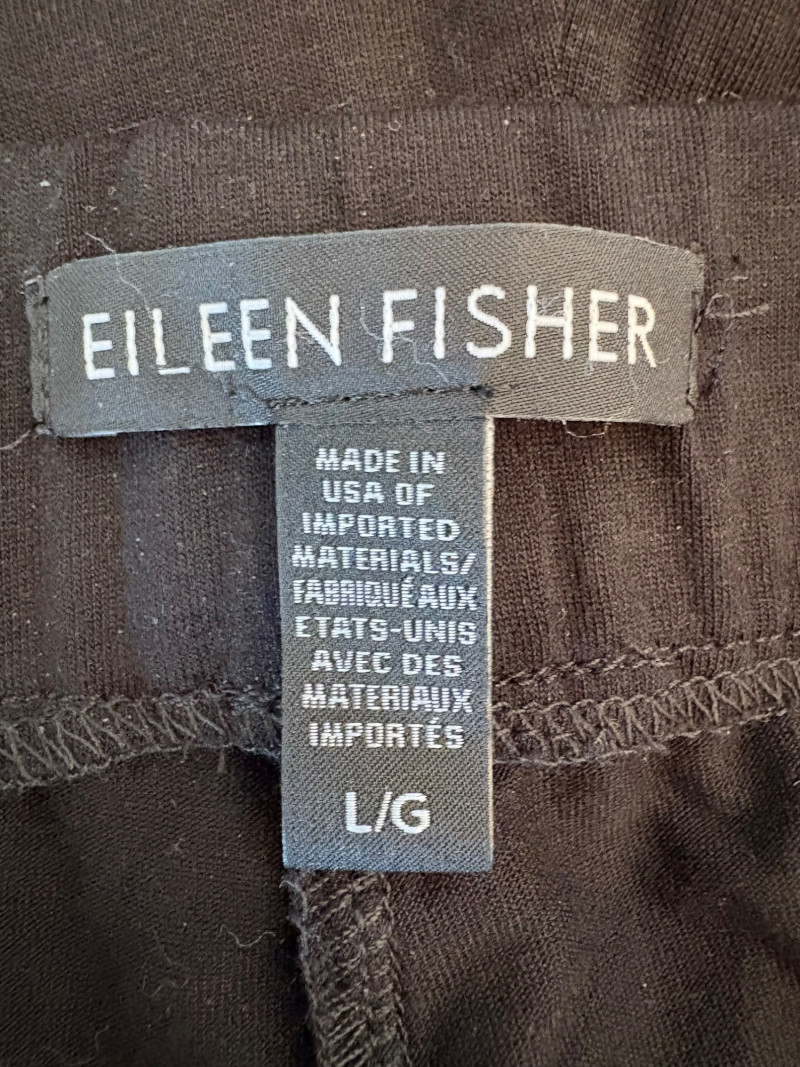 EILEEN FISHER
MADE IN
USA OF
IMPORTED
MATERIALS/
FABRIQUÉ AUX
ETATS-UNIS
AVEC DES
MATERIAUX
IMPORTÉS
L/G